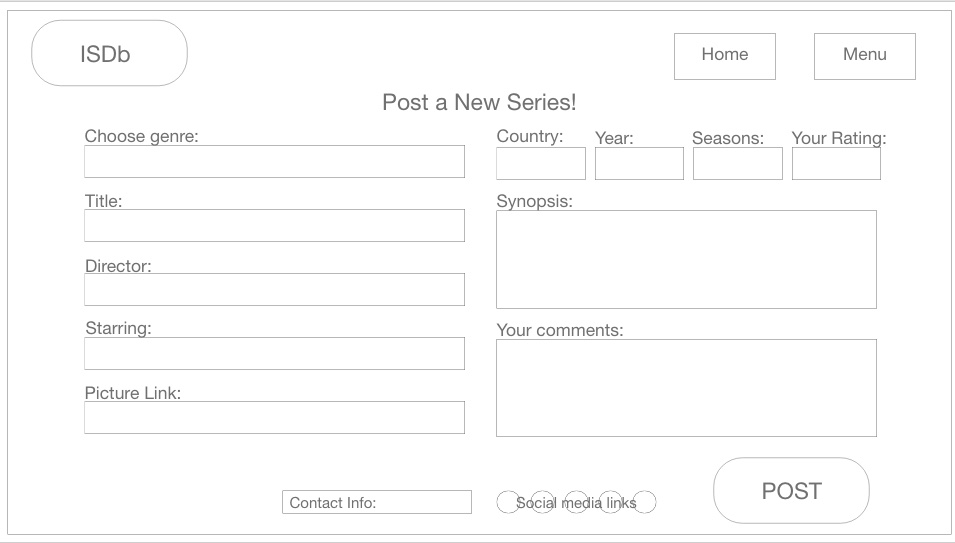 ISDb
Home
Menu
Post a New Series!
Choose genre:
Title:
Director:
Starring:
Picture Link:
Country:
Year:
Seasons:
Your Rating:
Synopsis:
Your comments:
Contact Info:
Social media links
POST